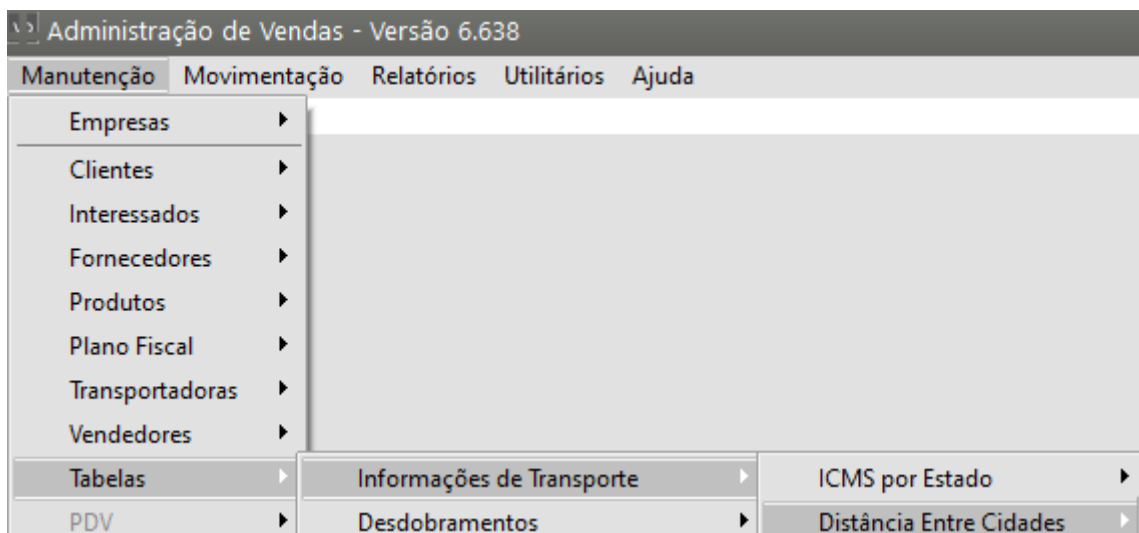 Administração de Vendas - Versão 6.638
Manutenção Movimentação Relatórios Utilitários Ajuda
Empresas
Clientes
Interessados
Fornecedores
Produtos
Plano Fiscal
Transportadoras
Vendedores
Tabelas Informações de Transporte ICMS por Estado
PDV Desdobramentos Distância Entre Cidades